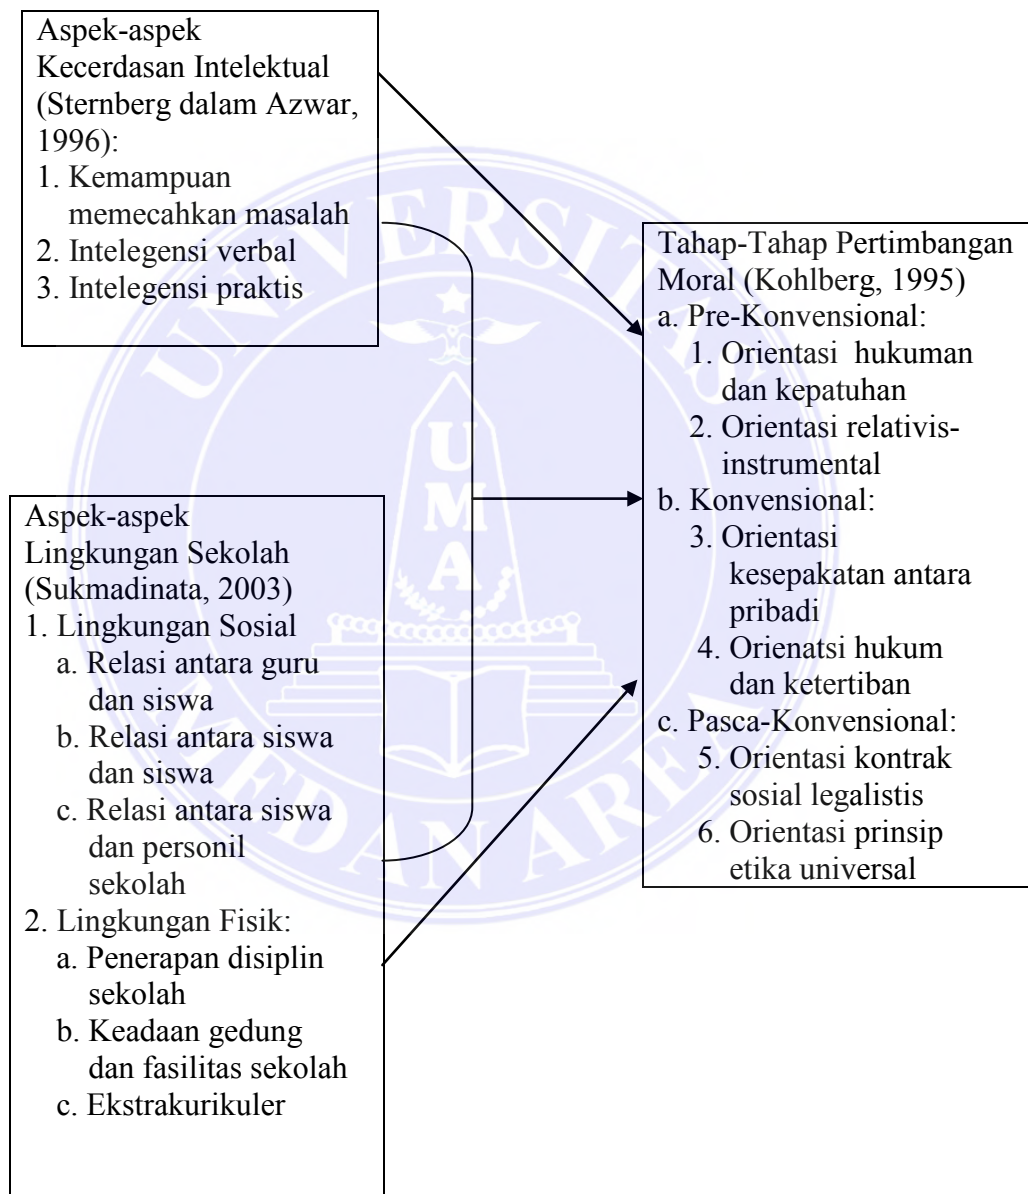 Aspek-aspek
Kecerdasan Intelektual
(Sternberg dalam Azwar,
1996):
1. Kemampuan
memecahkan masalah
2. Intelegensi verbal
3. Intelegensi praktis
Aspek-aspek
Lingkungan Sekolah
(Sukmadinata, 2003)
1. Lingkungan Sosial
a. Relasi antara guru
dan siswa
b. Relasi antara siswa
dan siswa
c. Relasi antara siswa
dan personil
sekolah
2. Lingkungan Fisik:
a. Penerapan disiplin
sekolah
b. Keadaan gedung
dan fasilitas sekolah
c. Ekstrakurikuler
Tahap-Tahap Pertimbangan
Moral (Kohlberg, 1995)
a. Pre-Konvensional:
1. Orientasi hukuman
dan kepatuhan
2. Orientasi relativis-
instrumental
b. Konvensional:
3. Orientasi
kesepakatan antara
pribadi
4. Orienatsi hukum
dan ketertiban
c. Pasca-Konvensional:
5. Orientasi kontrak
sosial legalistis
6. Orientasi prinsip
etika universal
UNIVERSITAS
MEDAN AREA
UMA